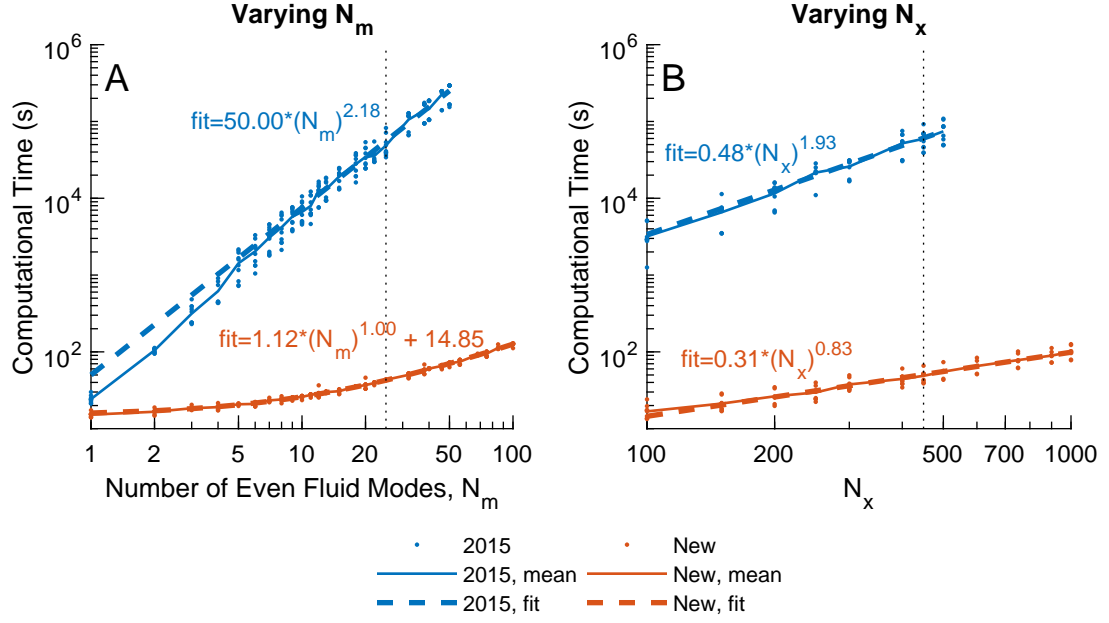 Varying N_m
A
Computational Time (s)
10^6
10^4
10^2
fit=50.00*(N_m)^2.18
fit=1.12*(N_m)^1.00 + 14.85
1 2 5 10 20 50 100
Number of Even Fluid Modes, N_m
Varying N_x
B
Computational Time (s)
10^6
10^4
10^2
fit=0.48*(N_x)^1.93
fit=0.31*(N_x)^0.83
100 200 500 700 1000
N_x
2015 New
2015, mean New, mean
2015, fit New, fit